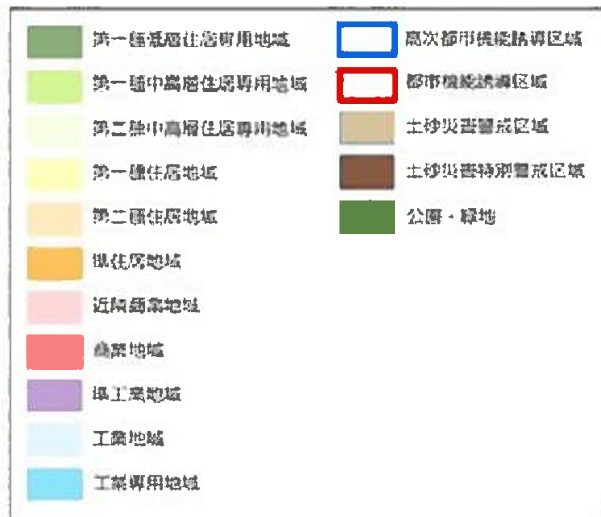 第一種低層住居専用地域
第一種中高層住居専用地域
第二種中高層住居専用地域
第一種住居地域
第二種住居地域
準住居地域
近隣商業地域
商業地域
準工業地域
工業地域
工業専用地域
高次都市機能誘導区域
都市機能誘導区域
土砂災害警戒区域
土砂災害特別警戒区域
公園・緑地